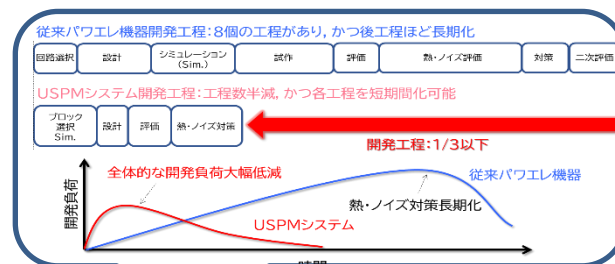 従来パワエレ機器開発工程:8個の工程があり、かつ後工程ほど長期化
回路選択 設計 シミュレーション(Sim.) 試作 評価 熱・ノイズ評価 対策 二次評価
USPMシステム開発工程:工程数半減、かつ各工程を短期間化可能
ブロック選択Sim. 設計 評価 熱・ノイズ対策
開発工程:1/3以下
全体的な開発負荷大幅低減
従来パワエレ機器
開発負荷
熱・ノイズ対策長期化
USPMシステム
時間